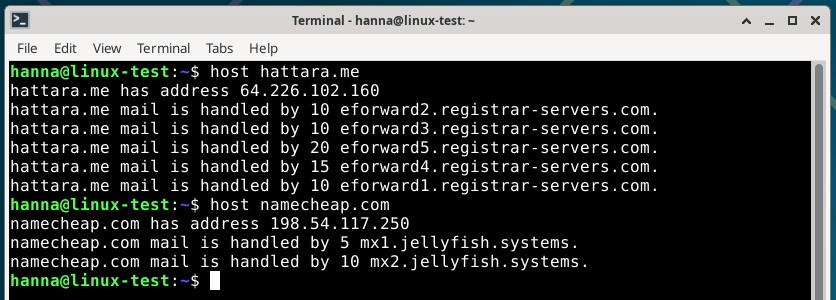 Terminal - hanna@linux-test: ~
File Edit View Terminal Tabs Help
hanna@linux-test:~$ host hattara.me
hattara.me has address 64.226.102.160
hattara.me mail is handled by 10 eforward2.registrar-servers.com.
hattara.me mail is handled by 10 eforward3.registrar-servers.com.
hattara.me mail is handled by 20 eforward5.registrar-servers.com.
hattara.me mail is handled by 15 eforward4.registrar-servers.com.
hattara.me mail is handled by 10 eforward1.registrar-servers.com.
hanna@linux-test:~$ host namecheap.com
namecheap.com has address 198.54.117.250
namecheap.com mail is handled by 5 mx1.jellyfish.systems.
namecheap.com mail is handled by 10 mx2.jellyfish.systems.
hanna@linux-test:~$